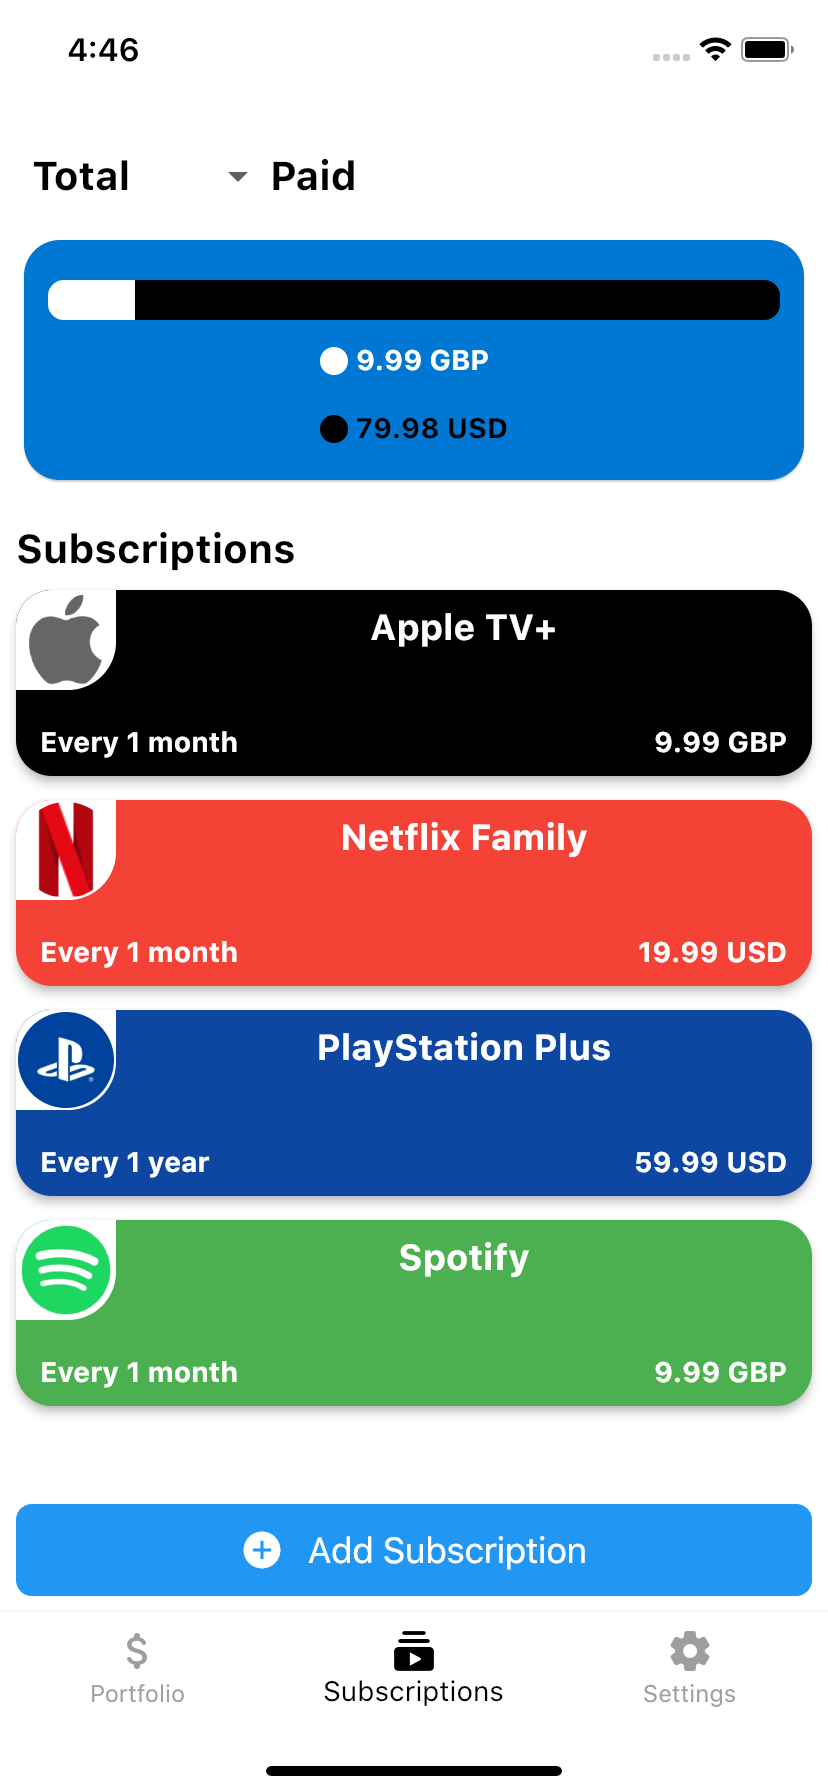 4:46
Total Paid
9.99 GBP
79.98 USD
Subscriptions
Apple TV+
Every 1 month 9.99 GBP
Netflix Family
Every 1 month 19.99 USD
PlayStation Plus
Every 1 year 59.99 USD
Spotify
Every 1 month 9.99 GBP
Add Subscription
Portfolio Subscriptions Settings